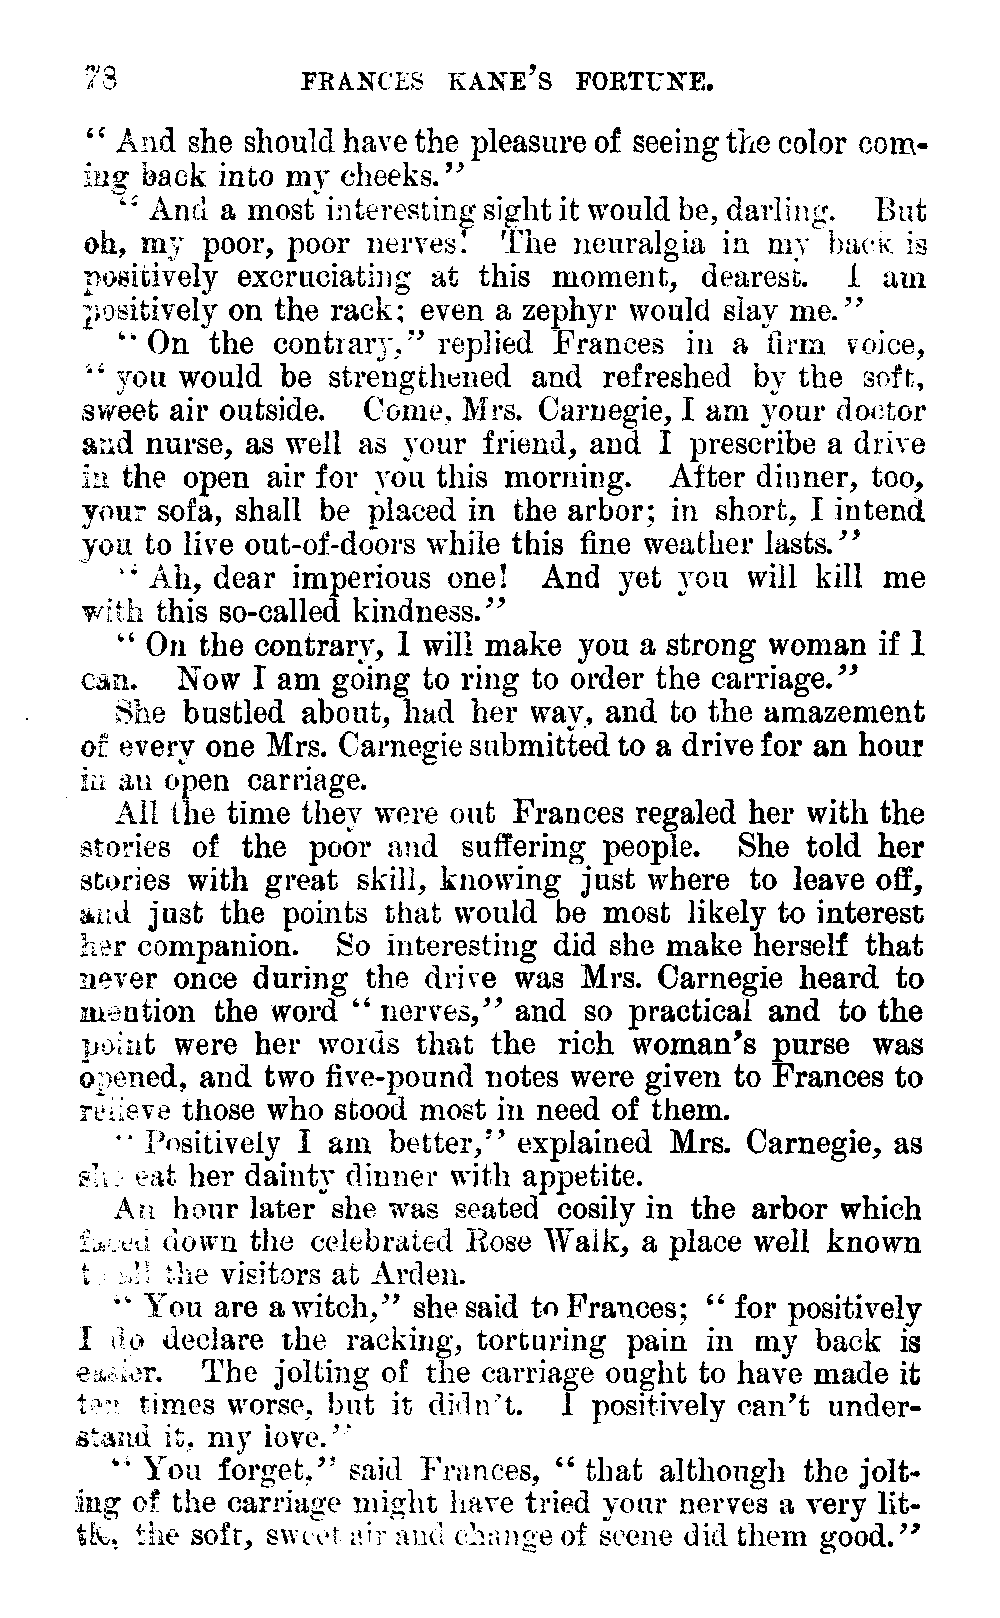 78 FRANCES KANE'S FORTUNE.
“ And she should have the pleasure of seeing the color com-
ing back into my cheeks.”
“ And a most interesting sight it would be, darling. But
oh, my poor, poor nerves! The neuralgia in my back is
positively excruciating at this moment, dearest. I am
positively on the rack; even a zephyr would slay me.”
“ On the contrary,” replied Frances in a firm voice,
“ you would be strengthened and refreshed by the soft,
sweet air outside. Come, Mrs. Carnegie, I am your doctor
and nurse, as well as your friend, and I prescribe a drive
in the open air for you this morning. After dinner, too,
your sofa, shall be placed in the arbor; in short, I intend
you to live out-of-doors while this fine weather lasts.”
“ Ah, dear imperious one! And yet you will kill me
with this so-called kindness.”
“ On the contrary, I will make you a strong woman if I
can. Now I am going to ring to order the carriage.”
She bustled about, had her way, and to the amazement
of every one Mrs. Carnegie submitted to a drive for an hour
in an open carriage.
All the time they were out Frances regaled her with the
stories of the poor and suffering people. She told her
stories with great skill, knowing just where to leave off,
and just the points that would be most likely to interest
her companion. So interesting did she make herself that
never once during the drive was Mrs. Carnegie heard to
mention the word “ nerves,” and so practical and to the
point were her words that the rich woman's purse was
opened, and two five-pound notes were given to Frances to
relieve those who stood most in need of them.
“ Positively I am better,” explained Mrs. Carnegie, as
she eat her dainty dinner with appetite.
An hour later she was seated cosily in the arbor which
faced down the celebrated Rose Walk, a place well known
to all the visitors at Arden.
“ You are a witch,” she said to Frances; “ for positively
I do declare the racking, torturing pain in my back is
easier. The jolting of the carriage ought to have made it
ten times worse, but it didn't. I positively can't under-
stand it, my love.”
“ You forget,” said Frances, “ that although the jolt-
ing of the carriage might have tried your nerves a very lit-
tle, the soft, sweet air and change of scene did them good.”